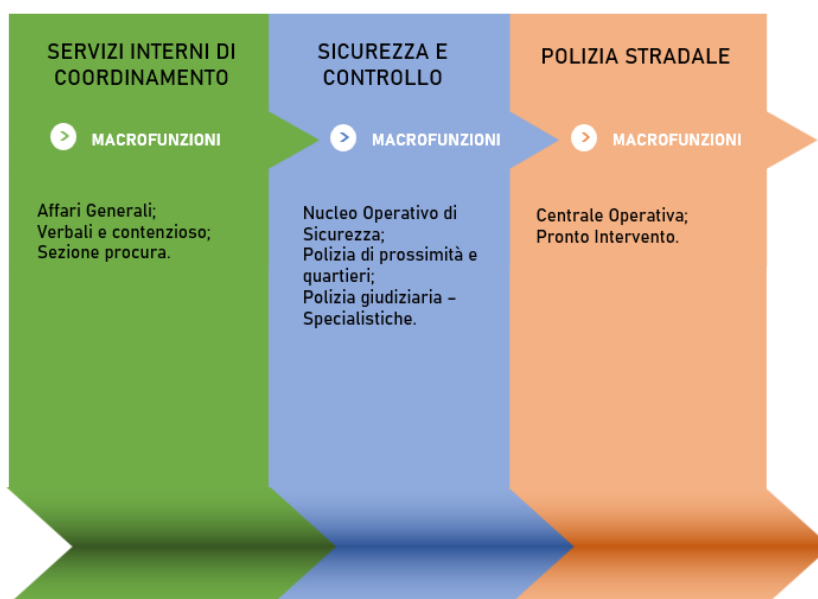 SERVIZI INTERNI DI
COORDINAMENTO
MACROFUNZIONI
Affari Generali;
Verbali e contenzioso;
Sezione procura.
SICUREZZA E
CONTROLLO
MACROFUNZIONI
Nucleo Operativo di
Sicurezza;
Polizia di prossimità e
quartieri;
Polizia giudiziaria –
Specialistiche.
POLIZIA STRADALE
MACROFUNZIONI
Centrale Operativa;
Pronto Intervento.